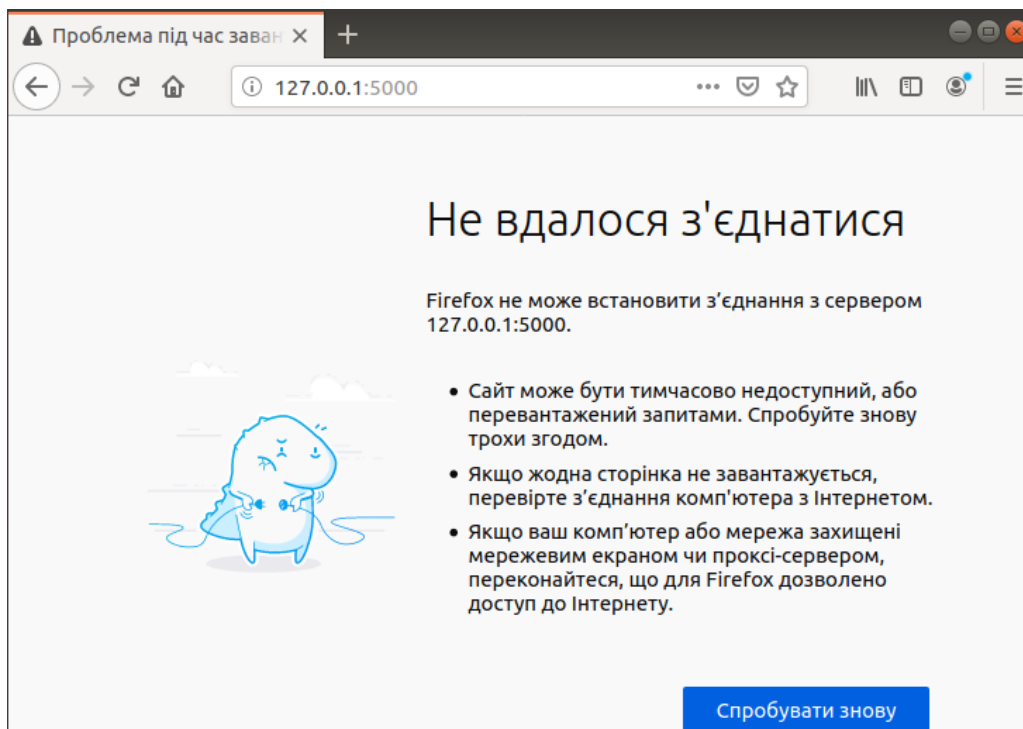 Проблема під час заван
127.0.0.1:5000
Не вдалося з'єднатися
Firefox не може встановити з’єднання з сервером
127.0.0.1:5000.
• Сайт може бути тимчасово недоступний, або
перевантажений запитами. Спробуйте знову
трохи згодом.
• Якщо жодна сторінка не завантажується,
перевірте з’єднання комп'ютера з Інтернетом.
• Якщо ваш комп’ютер або мережа захищені
мережевим екраном чи проксі-сервером,
переконайтеся, що для Firefox дозволено
доступ до Інтернету.
Спробувати знову